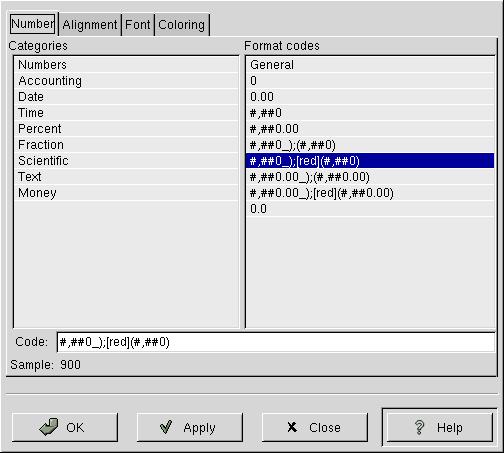 Number Alignment Font Coloring
Categories Format codes
Numbers General
Accounting 0
Date 0.00
Time #,##0
Percent #,##0.00
Fraction #,##0_);(#,##0)
Scientific #,##0_);[red](#,##0)
Text #,##0.00_);(#,##0.00)
Money #,##0.00_);[red](#,##0.00)
0.0
Code: #,##0_);[red](#,##0)
Sample: 900
OK Apply Close Help